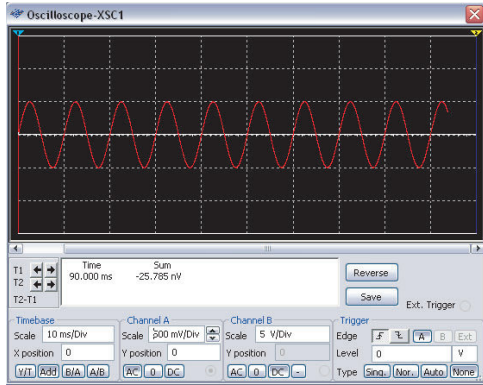 Oscilloscope-XSC1
1 2
Time Sum
T1 90.000 ms -25.785 nV
T2
T2-T1
Reverse
Save
Ext. Trigger
Timebase Channel A Channel B Trigger
Scale 10 ms/Div Scale 500 mV/Div Scale 5 V/Div Edge A B Ext
X position 0 Y position 0 Y position 0 Level 0 V
Y/T Add B/A A/B AC 0 DC AC 0 DC - Type Sing. Nor. Auto None